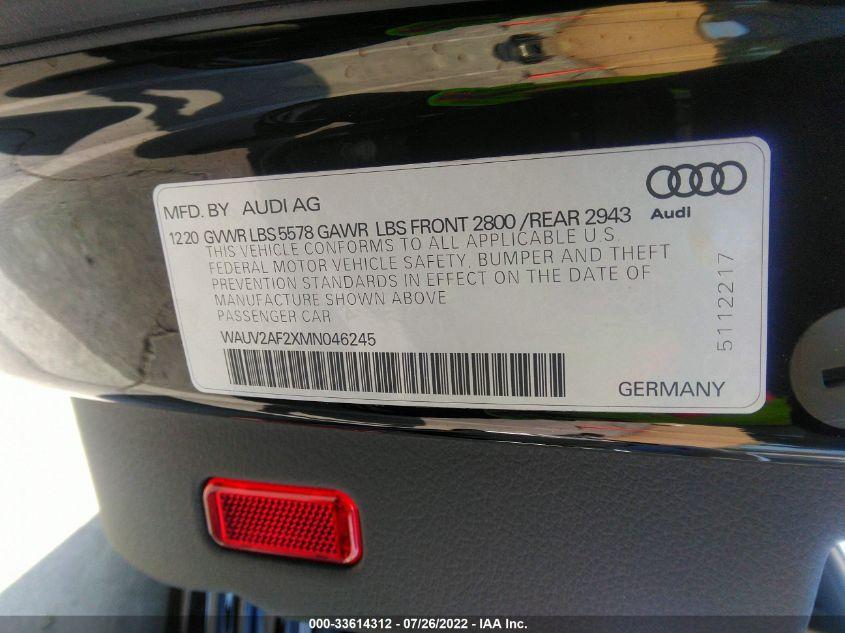 MFD. BY AUDI AG
Audi
12 20 GVWR LBS 5578 GAWR LBS FRONT 2800 /REAR 2943
THIS VEHICLE CONFORMS TO ALL APPLICABLE U.S.
FEDERAL MOTOR VEHICLE SAFETY, BUMPER AND THEFT
PREVENTION STANDARDS IN EFFECT ON THE DATE OF
MANUFACTURE SHOWN ABOVE
PASSENGER CAR
WAUV2AF2XMN046245
5112217
GERMANY
000-33614312 - 07/26/2022 - IAA Inc.